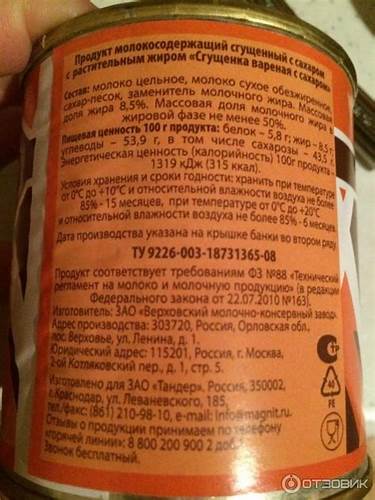 Продукт молокосодержащий сгущенный с сахаром
с растительным жиром «Сгущенка вареная с сахаром»
Состав: молоко цельное, молоко сухое обезжиренное,
сахар-песок, заменитель молочного жира. Массовая
доля жира 8,5%. Массовая доля молочного жира в
жировой фазе не менее 50%.
Пищевая ценность 100 г продукта: белок – 5,8 г; жир - 8,5 г;
углеводы – 53,9 г, в том числе сахарозы – 43,5 г.
Энергетическая ценность (калорийность) 100г продукта –
1319 кДж (315 ккал).
Условия хранения и сроки годности: хранить при температуре
от 0°С до +10°С и относительной влажности воздуха не более
85% - 15 месяцев, при температуре от 0°С до +20°С
и относительной влажности воздуха не более 85% - 6 месяцев.
Дата производства указана на крышке банки во втором ряду.
ТУ 9226-003-18731365-08
Продукт соответствует требованиям ФЗ №88 «Технический
регламент на молоко и молочную продукцию» (в редакции
Федерального закона от 22.07.2010 №163).
Изготовитель: ЗАО «Верховский молочно-консервный завод».
Адрес производства: 303720, Россия, Орловская обл.,
пос. Верховье, ул. Ленина, д. 1.
Юридический адрес: 115201, Россия, г. Москва,
2-ой Котляковский пер., д. 1, стр. 5.
Изготовлено для ЗАО «Тандер», Россия, 350002,
г. Краснодар, ул. Леваневского, 185,
тел./факс: (861) 210-98-10, e-mail: info@magnit.ru.
Отзывы о продукции принимаем по телефону
«горячей линии»: 8 800 200 900 2 доб.
Звонок бесплатный.
РТ
40
FE
ОТЗОВИК